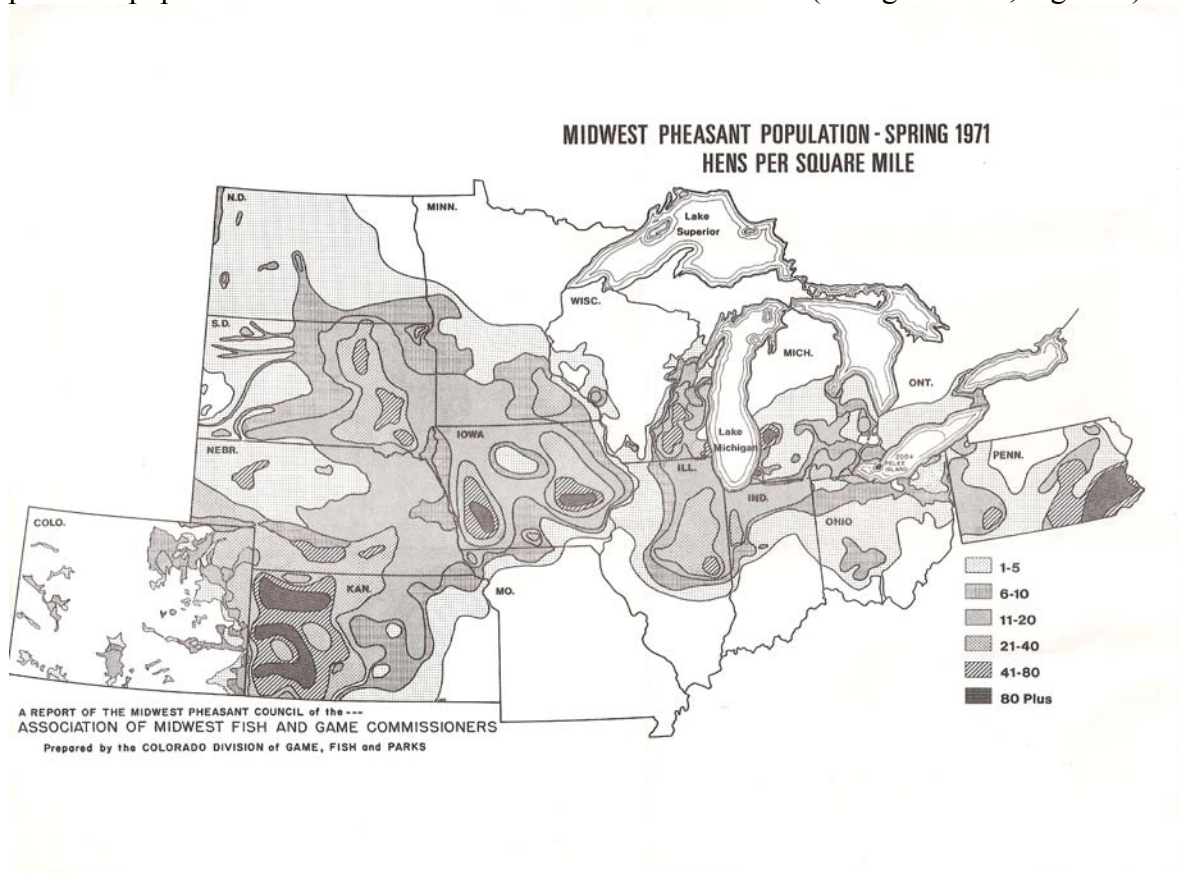 MIDWEST PHEASANT POPULATION - SPRING 1971
HENS PER SQUARE MILE
N.D.
MINN.
Lake
Superior
WISC.
S.D.
MICH.
ONT.
IOWA
Lake
Michigan
NEBR.
ILL.
200+
PELEE
ISLAND
PENN.
IND.
COLO.
OHIO
KAN.
MO.
1-5
6-10
11-20
21-40
41-80
80 Plus
A REPORT OF THE MIDWEST PHEASANT COUNCIL of the ---
ASSOCIATION OF MIDWEST FISH AND GAME COMMISSIONERS
Prepared by the COLORADO DIVISION of GAME, FISH and PARKS